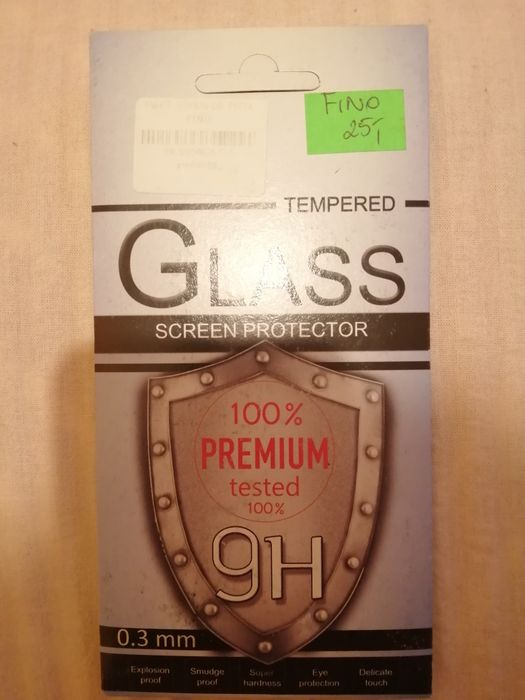 FINO
25,-
TEMPERED
GLASS
SCREEN PROTECTOR
100%
PREMIUM
tested
100%
9H
0.3 mm
Explosion proof
Smudge proof
Super hardness
Eye protection
Delicate touch